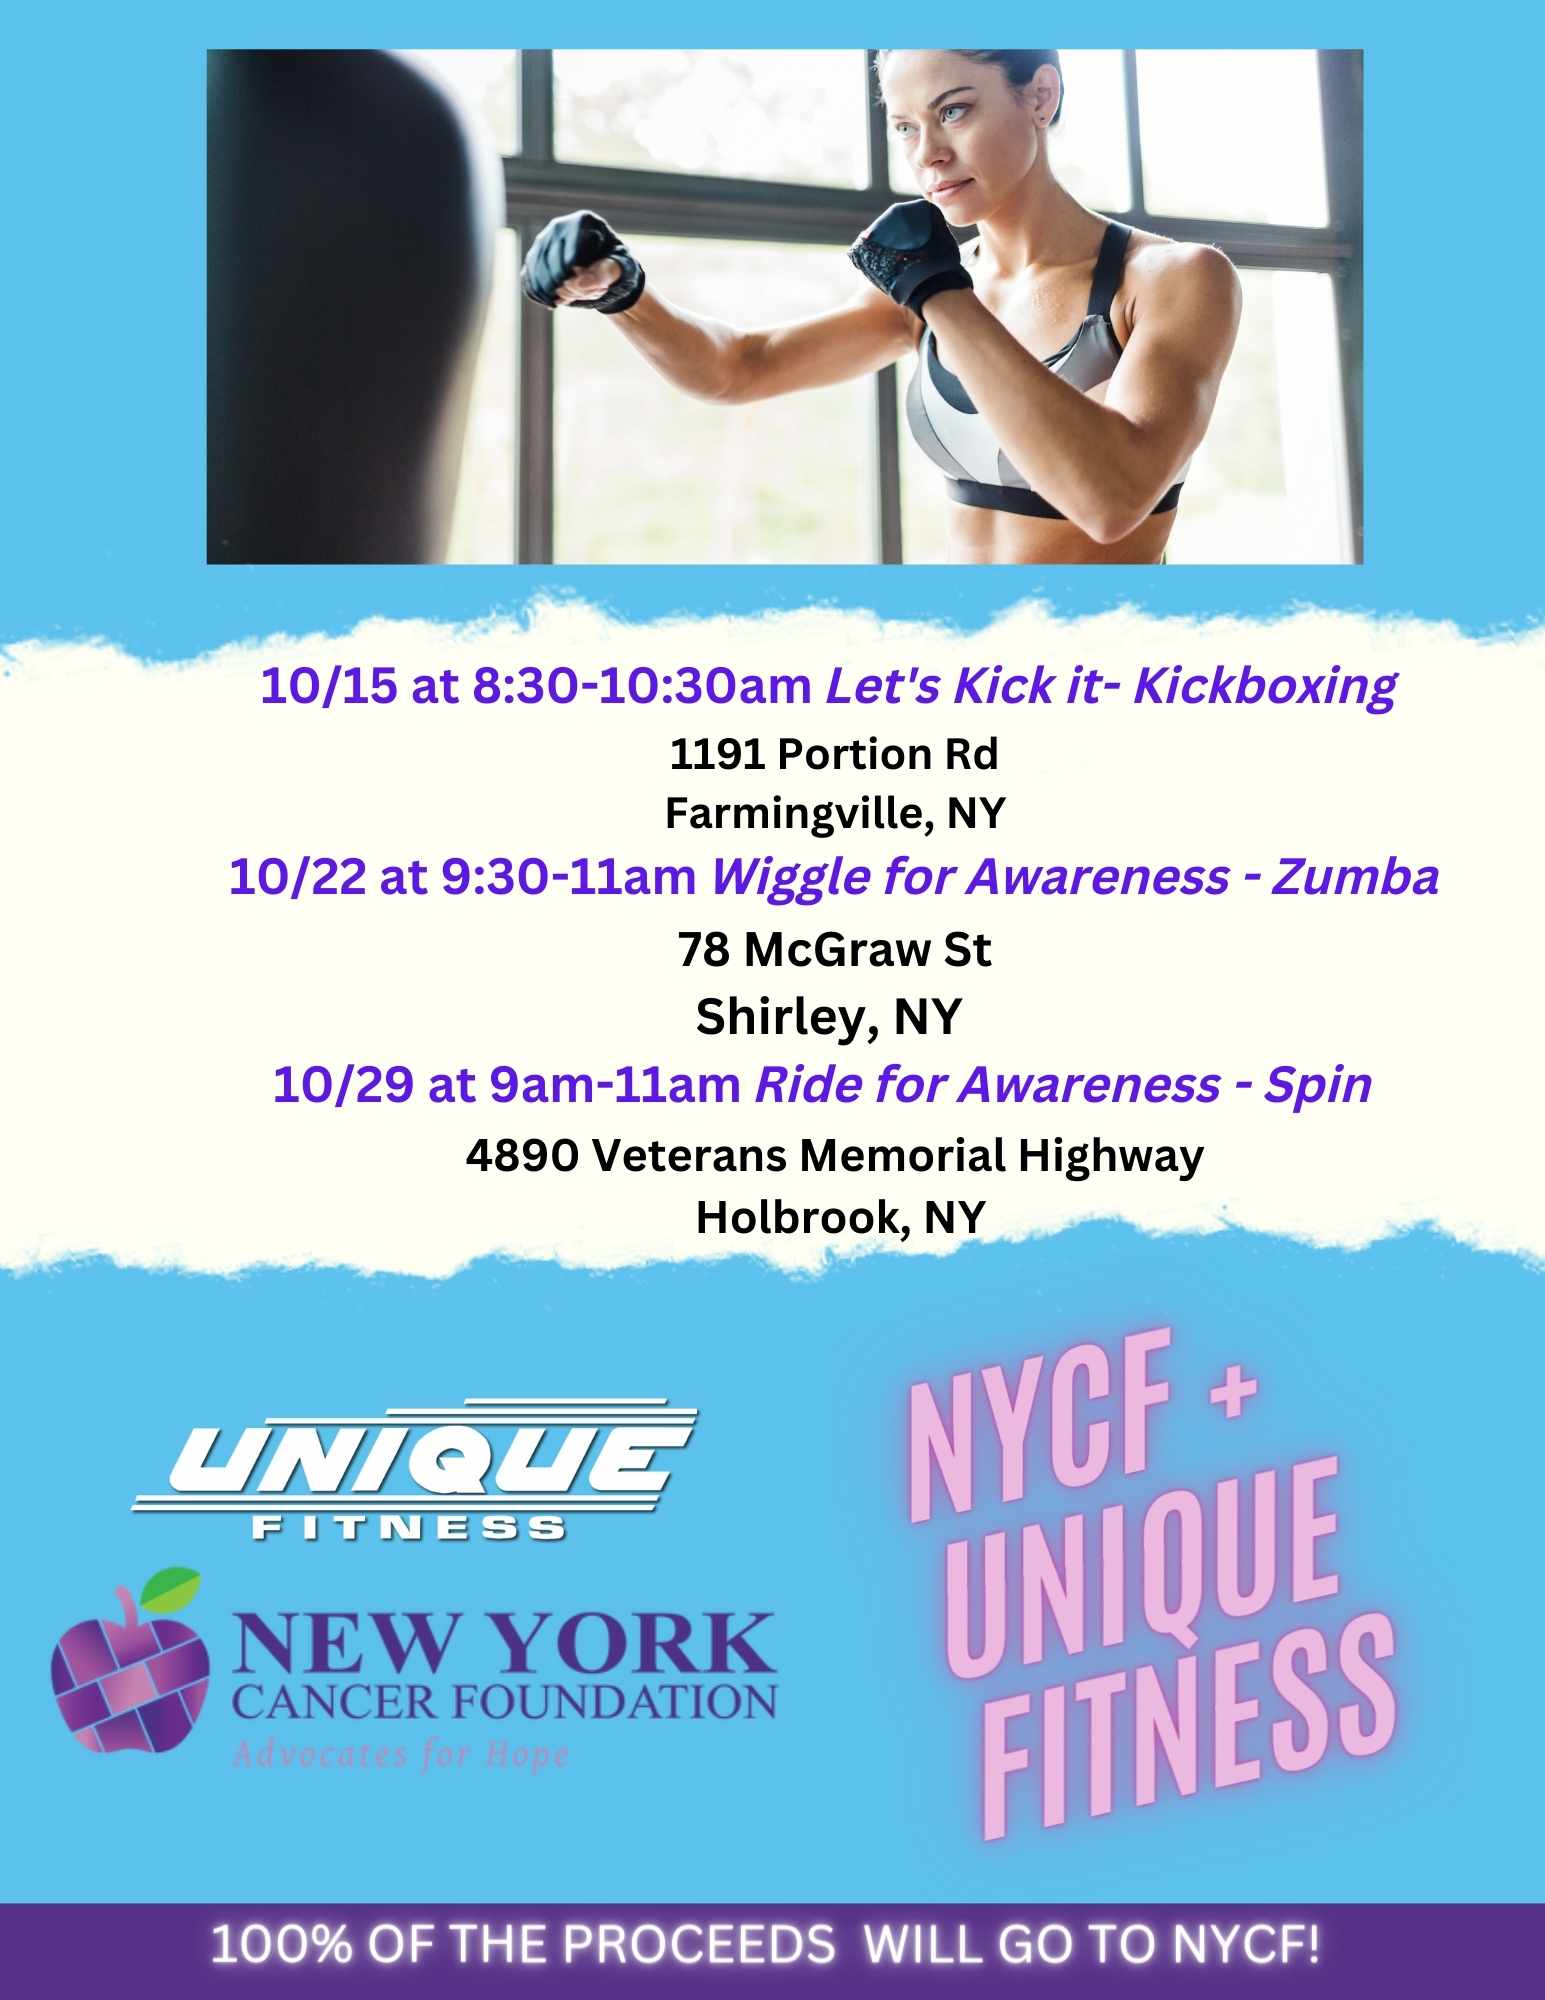 10/15 at 8:30-10:30am Let's Kick it- Kickboxing
1191 Portion Rd
Farmingville, NY
10/22 at 9:30-11am Wiggle for Awareness - Zumba
78 McGraw St
Shirley, NY
10/29 at 9am-11am Ride for Awareness - Spin
4890 Veterans Memorial Highway
Holbrook, NY
UNIQUE
FITNESS
NEW YORK
CANCER FOUNDATION
Advocates for Hope
NYCF +
UNIQUE
FITNESS
100% OF THE PROCEEDS WILL GO TO NYCF!